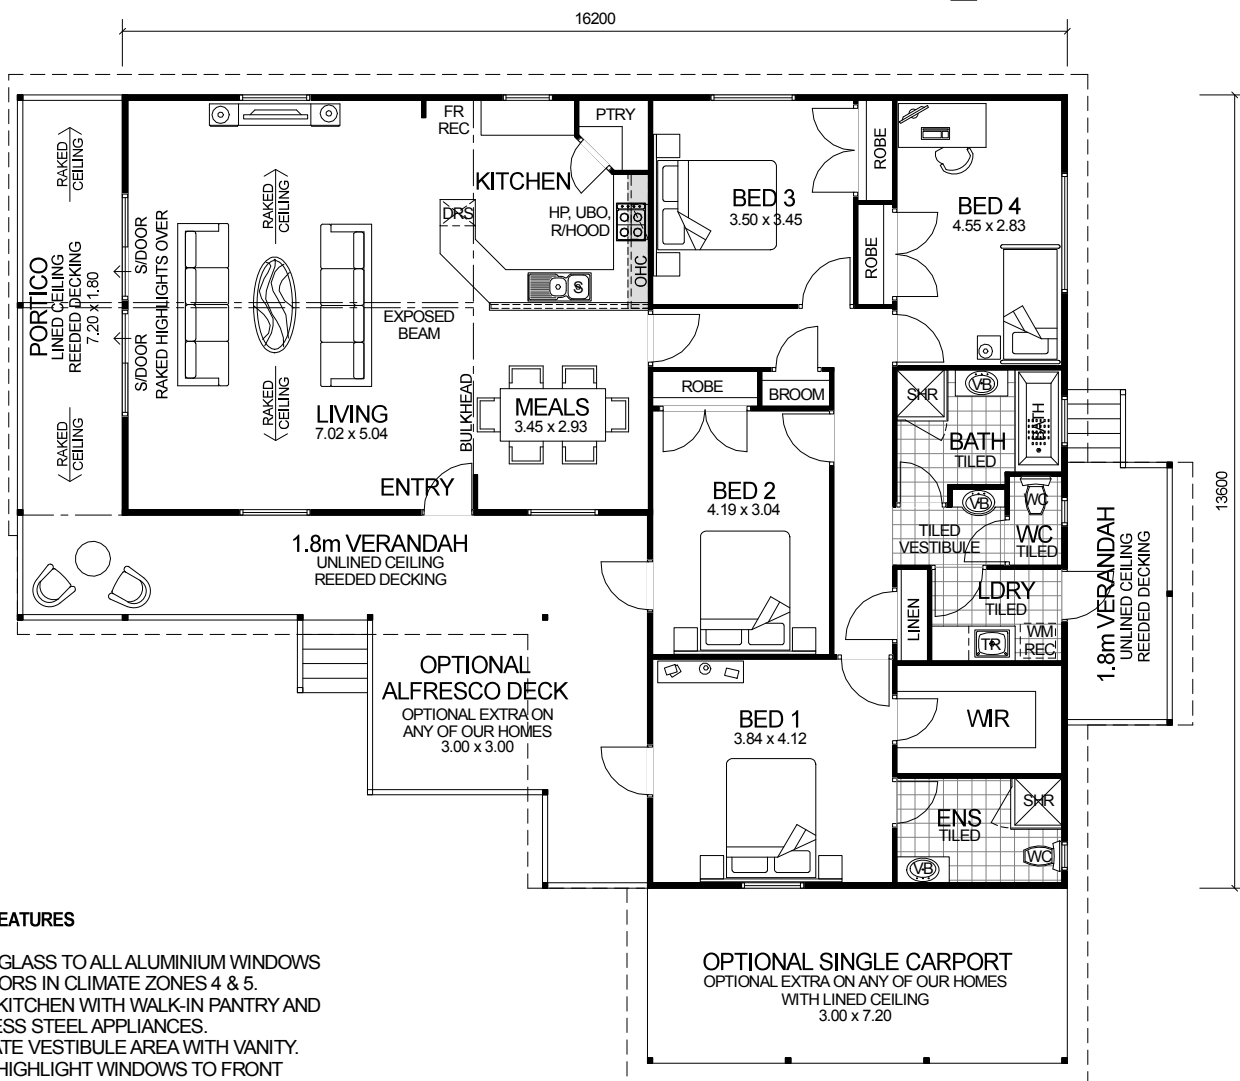 16200
13600
FR
REC
PTRY
KITCHEN
DRS
HP, UBO,
R/HOOD
OHC
S
RAKED
CEILING
RAKED
CEILING
PORTICO
LINED CEILING
REEDED DECKING
7.20 x 1.80
S/DOOR
S/DOOR
RAKED HIGHLIGHTS OVER
RAKED
CEILING
RAKED
CEILING
EXPOSED
BEAM
BULKHEAD
LIVING
7.02 x 5.04
MEALS
3.45 x 2.93
ENTRY
BED 3
3.50 x 3.45
ROBE
ROBE
BED 4
4.55 x 2.83
ROBE
BROOM
SHR
VB
BATH
BATH
TILED
BED 2
4.19 x 3.04
VB
WC
WC
TILED
TILED
VESTIBULE
LDRY
TILED
LINEN
TR
WM
REC
1.8m VERANDAH
UNLINED CEILING
REEDED DECKING
1.8m VERANDAH
UNLINED CEILING
REEDED DECKING
OPTIONAL
ALFRESCO DECK
OPTIONAL EXTRA ON
ANY OF OUR HOMES
3.00 x 3.00
BED 1
3.84 x 4.12
WIR
ENS
TILED
SHR
WC
VB
OPTIONAL SINGLE CARPORT
OPTIONAL EXTRA ON ANY OF OUR HOMES
WITH LINED CEILING
3.00 x 7.20
EATURES
GLASS TO ALL ALUMINIUM WINDOWS
ORS IN CLIMATE ZONES 4 & 5.
KITCHEN WITH WALK-IN PANTRY AND
ESS STEEL APPLIANCES.
ATE VESTIBULE AREA WITH VANITY.
HIGHLIGHT WINDOWS TO FRONT